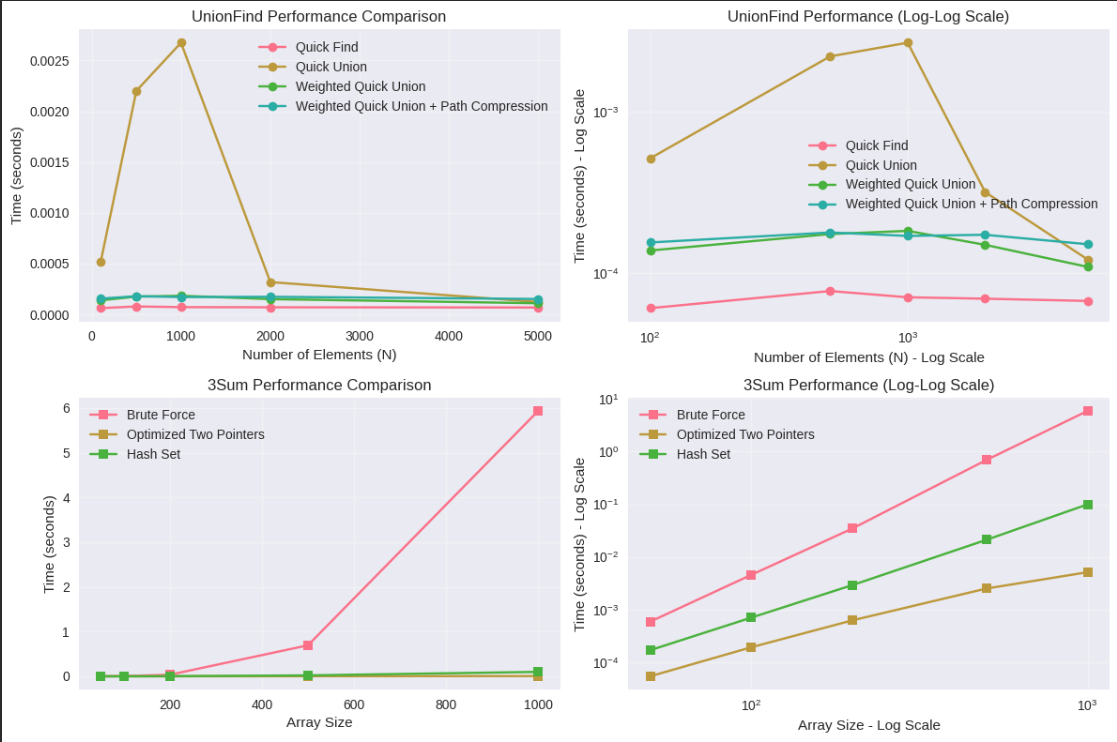 UnionFind Performance Comparison
Time (seconds)
0.0025
0.0020
0.0015
0.0010
0.0005
0.0000
Quick Find
Quick Union
Weighted Quick Union
Weighted Quick Union + Path Compression
0 1000 2000 3000 4000 5000
Number of Elements (N)
UnionFind Performance (Log-Log Scale)
Time (seconds) - Log Scale
10⁻³
10⁻⁴
Quick Find
Quick Union
Weighted Quick Union
Weighted Quick Union + Path Compression
10² 10³
Number of Elements (N) - Log Scale
3Sum Performance Comparison
Time (seconds)
6
5
4
3
2
1
0
Brute Force
Optimized Two Pointers
Hash Set
200 400 600 800 1000
Array Size
3Sum Performance (Log-Log Scale)
Time (seconds) - Log Scale
10¹
10⁰
10⁻¹
10⁻²
10⁻³
10⁻⁴
Brute Force
Optimized Two Pointers
Hash Set
10² 10³
Array Size - Log Scale